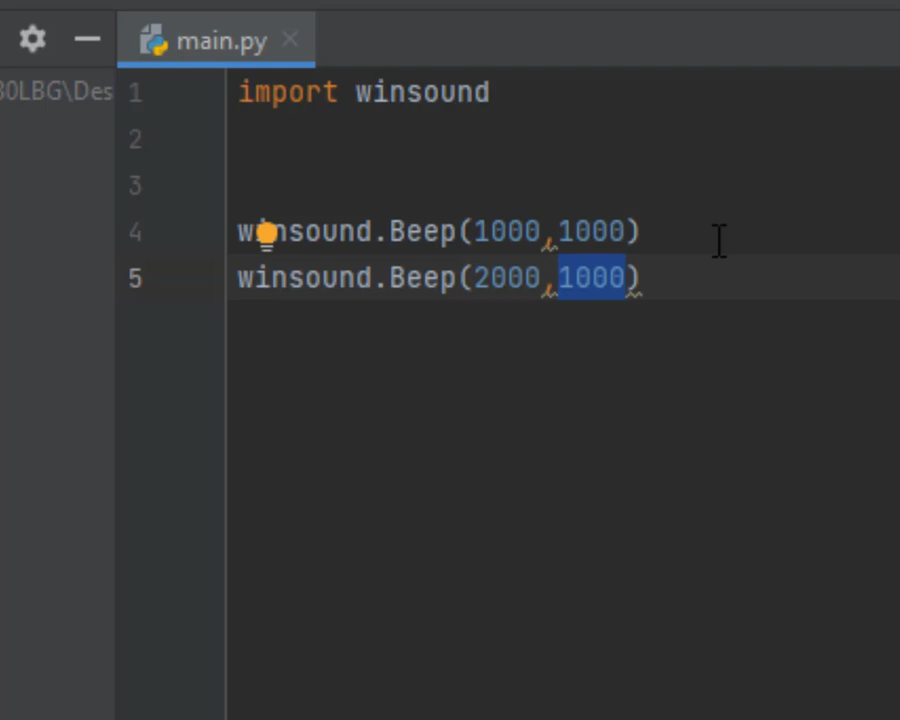 main.py
30LBG\Des
1 import winsound
2
3
4 winsound.Beep(1000,1000)
5 winsound.Beep(2000,1000)